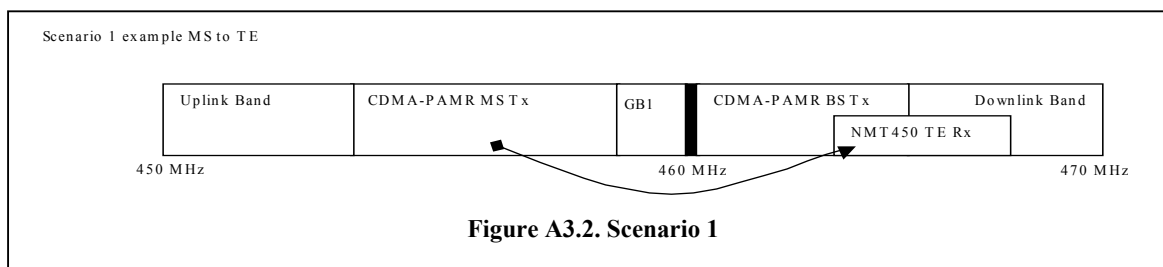 Scenario 1 example MS to TE
Uplink Band
CDMA-PAMR MS Tx
GB1
CDMA-PAMR BS Tx
Downlink Band
NMT450 TE Rx
450 MHz
460 MHz
470 MHz
Figure A3.2. Scenario 1